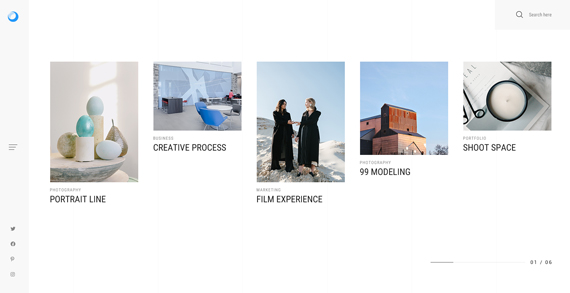 Search here
PHOTOGRAPHY
PORTRAIT LINE
BUSINESS
CREATIVE PROCESS
MARKETING
FILM EXPERIENCE
PHOTOGRAPHY
99 MODELING
PORTFOLIO
SHOOT SPACE
01 / 06